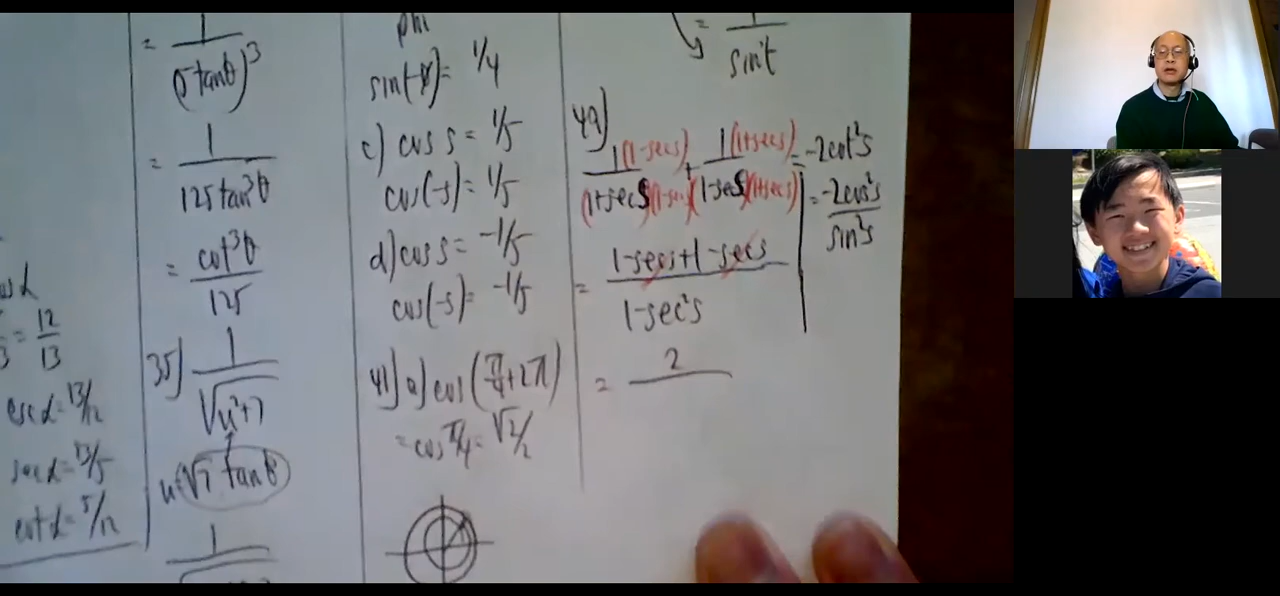 = 1
(5tanθ)³
= 1
125tan³θ
= cot³θ
125
= 12
13
csc α = 13/12
sec α = 13/5
cot α = 5/12
35) 1
√u²+7
u=√7 tanθ
1
phi
sin(-φ)= 1/4
c) cos s = 1/5
cos(-s)= 1/5
d) cos s = -1/5
cos(-s)= -1/5
41) a) cos(π/4+2π)
= cos π/4 = √2/2
= 1
sin²t
49)
1(1-secs) + 1(1+secs) = -2cot²s
(1+secs)(1-secs) (1-secs)(1+secs) = -2cos²s
sin²s
= 1-secs+1-secs
1-sec²s
= 2